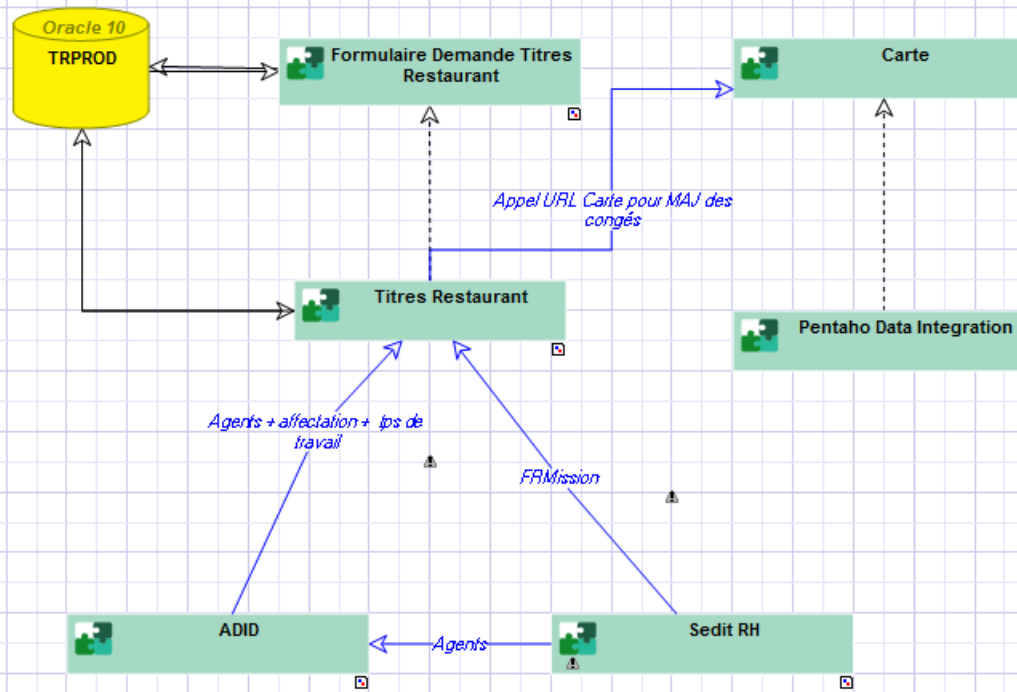 Oracle 10
TRPROD
Formulaire Demande Titres
Restaurant
Carte
Appel URL Carte pour MAJ des
congés
Titres Restaurant
Pentaho Data Integration
Agents + affectation + tps de
travail
FRMission
ADID
Sedit RH
Agents